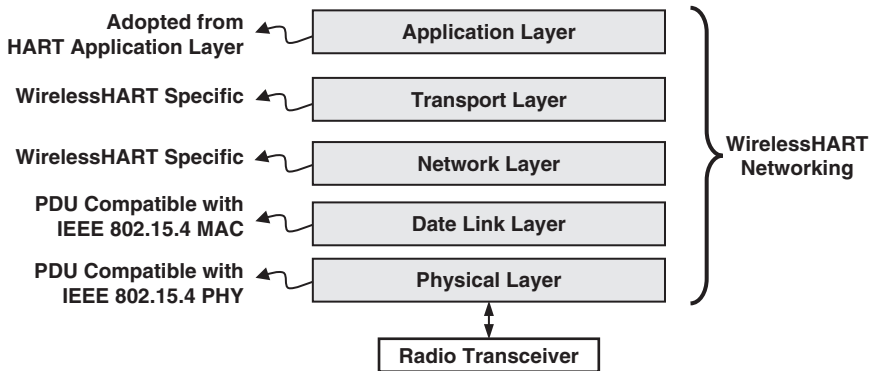 Adopted from
HART Application Layer
Application Layer
WirelessHART Specific
Transport Layer
WirelessHART Specific
Network Layer
PDU Compatible with
IEEE 802.15.4 MAC
Date Link Layer
PDU Compatible with
IEEE 802.15.4 PHY
Physical Layer
Radio Transceiver
WirelessHART
Networking